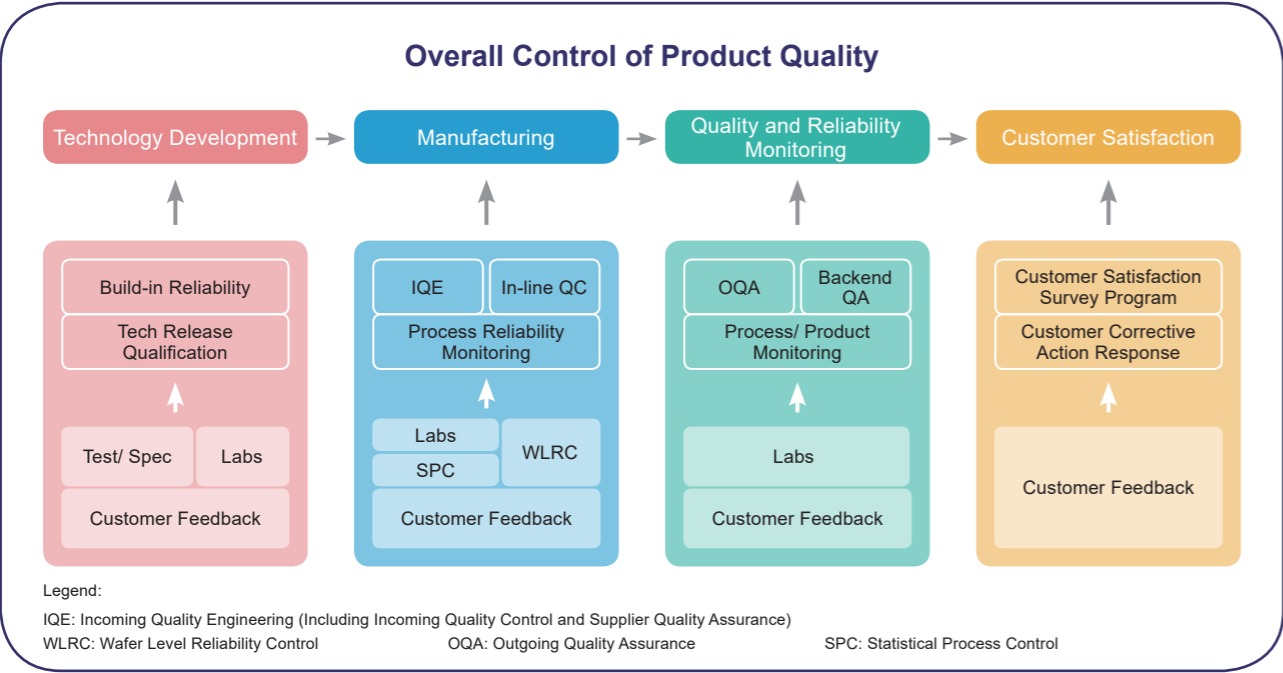 Overall Control of Product Quality
Technology Development
Manufacturing
Quality and Reliability
Monitoring
Customer Satisfaction
Build-in Reliability
Tech Release
Qualification
Test/ Spec
Labs
Customer Feedback
IQE
In-line QC
Process Reliability
Monitoring
Labs
SPC
WLRC
Customer Feedback
OQA
Backend
QA
Process/ Product
Monitoring
Labs
Customer Feedback
Customer Satisfaction
Survey Program
Customer Corrective
Action Response
Customer Feedback
Legend:
IQE: Incoming Quality Engineering (Including Incoming Quality Control and Supplier Quality Assurance)
WLRC: Wafer Level Reliability Control
OQA: Outgoing Quality Assurance
SPC: Statistical Process Control